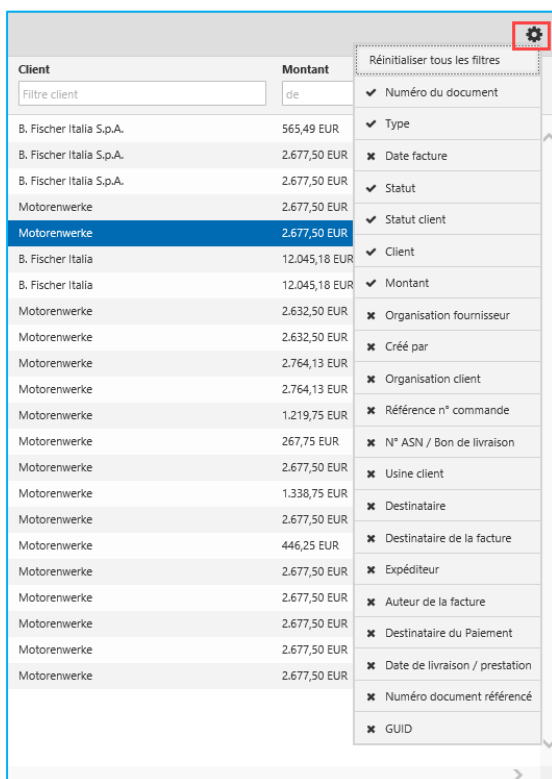 Réinitialiser tous les filtres
Client Montant
Filtre client de
✔ Numéro du document
✔ Type
✖ Date facture
✔ Statut
✔ Statut client
✔ Client
✔ Montant
✖ Organisation fournisseur
✖ Créé par
✖ Organisation client
✖ Référence n° commande
✖ N° ASN / Bon de livraison
✖ Usine client
✖ Destinataire
✖ Destinataire de la facture
✖ Expéditeur
✖ Auteur de la facture
✖ Destinataire du Paiement
✖ Date de livraison / prestation
✖ Numéro document référencé
✖ GUID
B. Fischer Italia S.p.A. 565,49 EUR
B. Fischer Italia S.p.A. 2.677,50 EUR
B. Fischer Italia S.p.A. 2.677,50 EUR
Motorenwerke 2.677,50 EUR
Motorenwerke 2.677,50 EUR
B. Fischer Italia 12.045,18 EUR
B. Fischer Italia 12.045,18 EUR
Motorenwerke 2.632,50 EUR
Motorenwerke 2.632,50 EUR
Motorenwerke 2.764,13 EUR
Motorenwerke 2.764,13 EUR
Motorenwerke 1.219,75 EUR
Motorenwerke 267,75 EUR
Motorenwerke 2.677,50 EUR
Motorenwerke 1.338,75 EUR
Motorenwerke 2.677,50 EUR
Motorenwerke 446,25 EUR
Motorenwerke 2.677,50 EUR
Motorenwerke 2.677,50 EUR
Motorenwerke 2.677,50 EUR
Motorenwerke 2.677,50 EUR
Motorenwerke 2.677,50 EUR